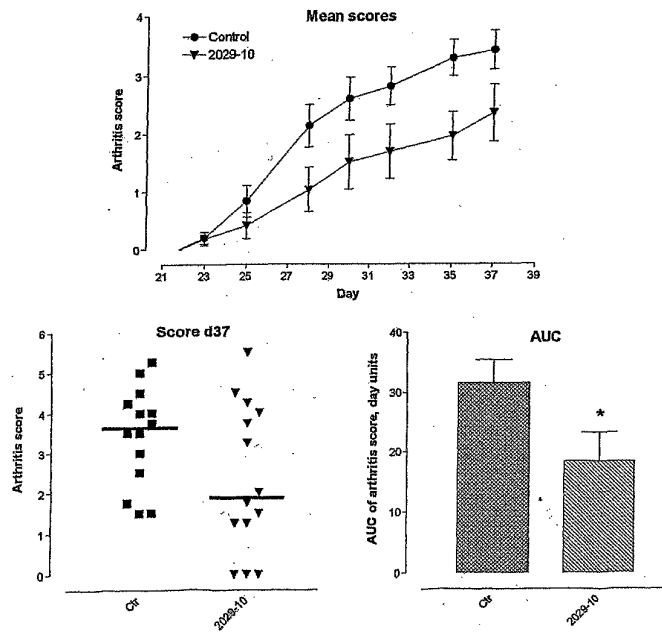 Mean scores
4
3
2
1
0
Control
2029-10
Arthritis score
21 23 25 27 29 31 33 35 37 39
Day
Score d37
6
5
4
3
2
1
0
Arthritis score
Ctr
2029-10
AUC
40
30
20
10
0
AUC of arthritis score, day units
*
Ctr
2029-10